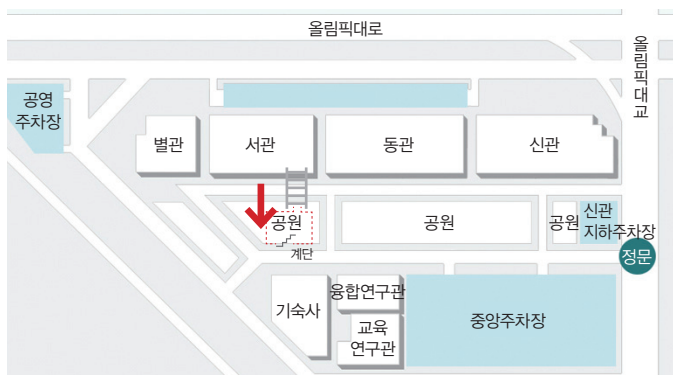 올림픽대로
올림픽대교
공영
주차장
별관
서관
동관
신관
공원
공원
공원
신관
지하주차장
계단
정문
기숙사
융합연구관
교육
연구관
중앙주차장